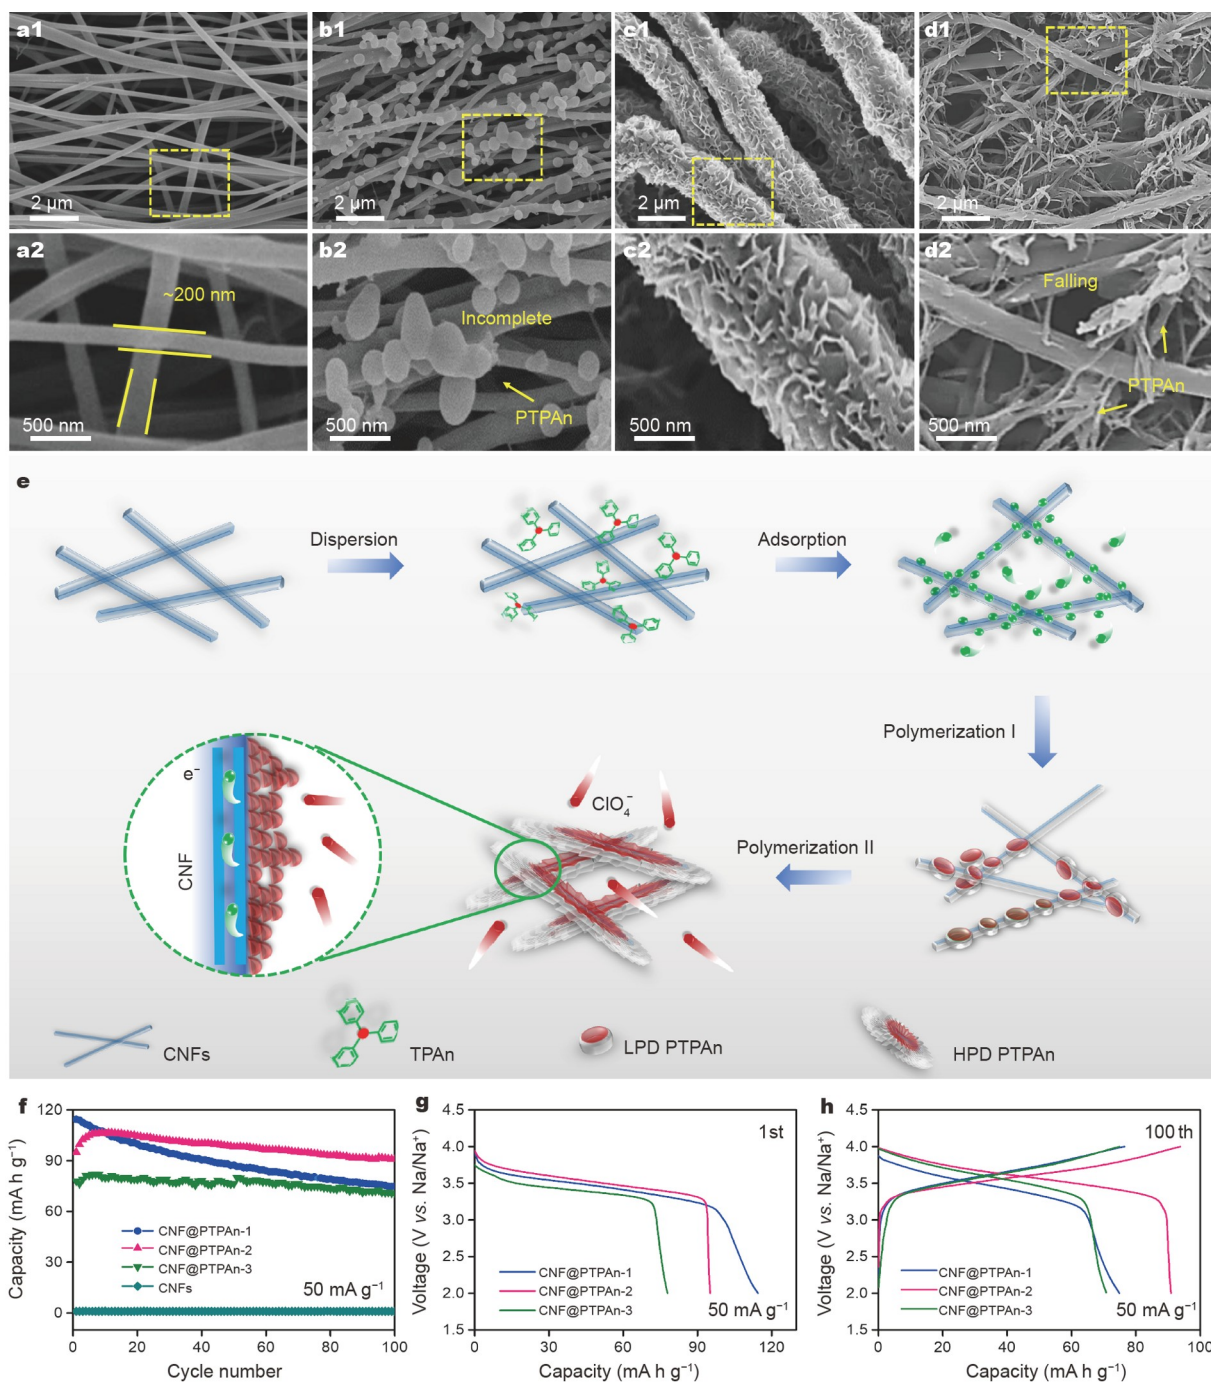 a1
2 μm
b1
2 μm
c1
2 μm
d1
2 μm
a2
~200 nm
500 nm
b2
Incomplete
PTPAn
500 nm
c2
500 nm
d2
Falling
PTPAn
500 nm
e
Dispersion
Adsorption
Polymerization I
Polymerization II
ClO₄⁻
e⁻
CNF
CNFs
TPAn
LPD PTPAn
HPD PTPAn
f
Capacity (mA h g⁻¹)
120
90
60
30
0
CNF@PTPAn-1
CNF@PTPAn-2
CNF@PTPAn-3
CNFs
50 mA g⁻¹
0 20 40 60 80 100
Cycle number
g
1st
Voltage (V vs. Na/Na⁺)
4.5
4.0
3.5
3.0
2.5
2.0
1.5
CNF@PTPAn-1
CNF@PTPAn-2
CNF@PTPAn-3
50 mA g⁻¹
0 30 60 90 120
Capacity (mA h g⁻¹)
h
100 th
Voltage (V vs. Na/Na⁺)
4.5
4.0
3.5
3.0
2.5
2.0
1.5
CNF@PTPAn-1
CNF@PTPAn-2
CNF@PTPAn-3
50 mA g⁻¹
0 20 40 60 80 100
Capacity (mA h g⁻¹)